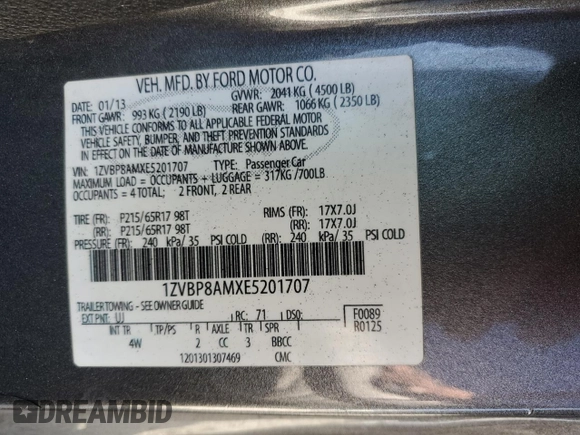 VEH. MFD. BY FORD MOTOR CO.
DATE: 01/13 GVWR: 2041 KG ( 4500 LB)
FRONT GAWR: 993 KG ( 2190 LB) REAR GAWR: 1066 KG ( 2350 LB)
THIS VEHICLE CONFORMS TO ALL APPLICABLE FEDERAL MOTOR
VEHICLE SAFETY, BUMPER, AND THEFT PREVENTION STANDARDS
IN EFFECT ON THE DATE OF MANUFACTURE SHOWN ABOVE.
VIN: 1ZVBP8AMXE5201707 TYPE: Passenger Car
MAXIMUM LOAD = OCCUPANTS + LUGGAGE = 317KG /700LB
OCCUPANTS = 4 TOTAL: 2 FRONT, 2 REAR
TIRE (FR): P215/65R17 98T RIMS (FR): 17X7.0J
(RR): P215/65R17 98T (RR): 17X7.0J
PRESSURE (FR): 240 kPa/ 35 PSI COLD (RR): 240 kPa/ 35 PSI COLD
1ZVBP8AMXE5201707
TRAILER TOWING - SEE OWNER GUIDE
EXT PNT: UJ RC: 71 DSO: F0089
INT TR TP/PS R AXLE TR SPR R0125
4W 2 CC 3 BBCC
1201301307469 CMC
DREAMBID